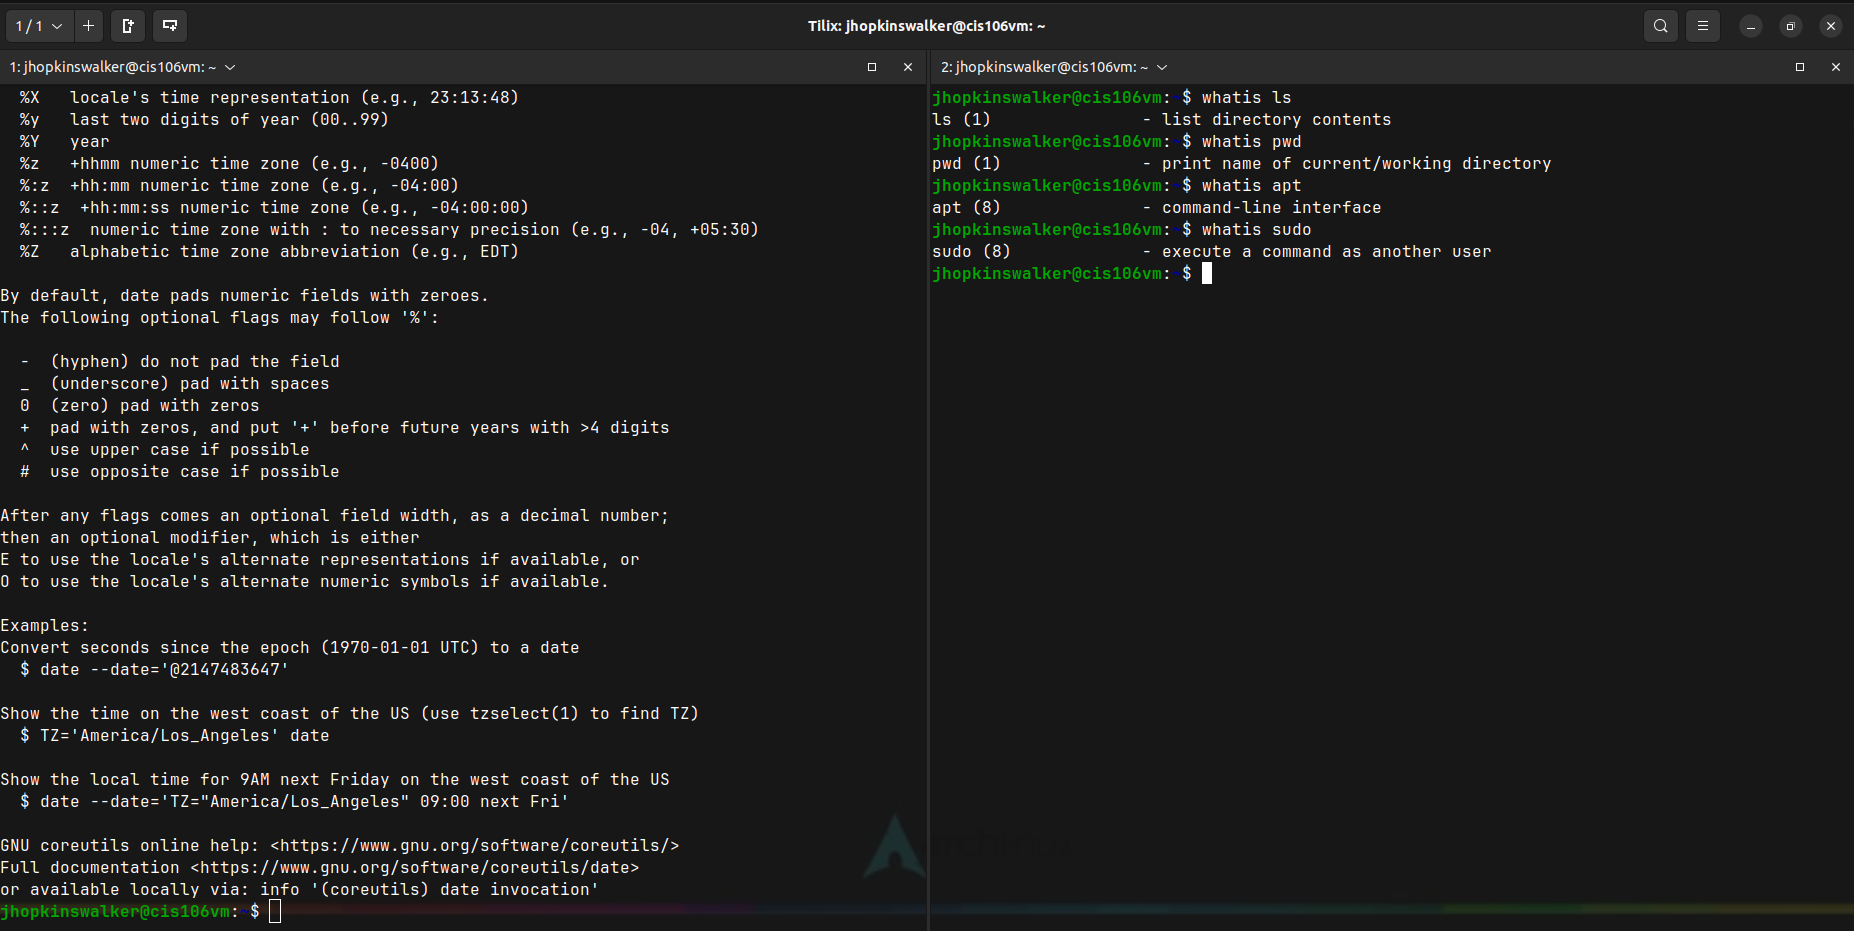 1 / 1
Tilix: jhopkinswalker@cis106vm: ~
1: jhopkinswalker@cis106vm: ~
%X   locale's time representation (e.g., 23:13:48)
%y   last two digits of year (00..99)
%Y   year
%z   +hhmm numeric time zone (e.g., -0400)
%:z  +hh:mm numeric time zone (e.g., -04:00)
%::z  +hh:mm:ss numeric time zone (e.g., -04:00:00)
%:::z  numeric time zone with : to necessary precision (e.g., -04, +05:30)
%Z   alphabetic time zone abbreviation (e.g., EDT)
By default, date pads numeric fields with zeroes.
The following optional flags may follow '%':
-  (hyphen) do not pad the field
_  (underscore) pad with spaces
0  (zero) pad with zeros
+  pad with zeros, and put '+' before future years with >4 digits
^  use upper case if possible
#  use opposite case if possible
After any flags comes an optional field width, as a decimal number;
then an optional modifier, which is either
E to use the locale's alternate representations if available, or
O to use the locale's alternate numeric symbols if available.
Examples:
Convert seconds since the epoch (1970-01-01 UTC) to a date
$ date --date='@2147483647'
Show the time on the west coast of the US (use tzselect(1) to find TZ)
$ TZ='America/Los_Angeles' date
Show the local time for 9AM next Friday on the west coast of the US
$ date --date='TZ="America/Los_Angeles" 09:00 next Fri'
GNU coreutils online help: <https://www.gnu.org/software/coreutils/>
Full documentation <https://www.gnu.org/software/coreutils/date>
or available locally via: info '(coreutils) date invocation'
jhopkinswalker@cis106vm:~$
2: jhopkinswalker@cis106vm: ~
jhopkinswalker@cis106vm:~$ whatis ls
ls (1)               - list directory contents
jhopkinswalker@cis106vm:~$ whatis pwd
pwd (1)              - print name of current/working directory
jhopkinswalker@cis106vm:~$ whatis apt
apt (8)              - command-line interface
jhopkinswalker@cis106vm:~$ whatis sudo
sudo (8)             - execute a command as another user
jhopkinswalker@cis106vm:~$